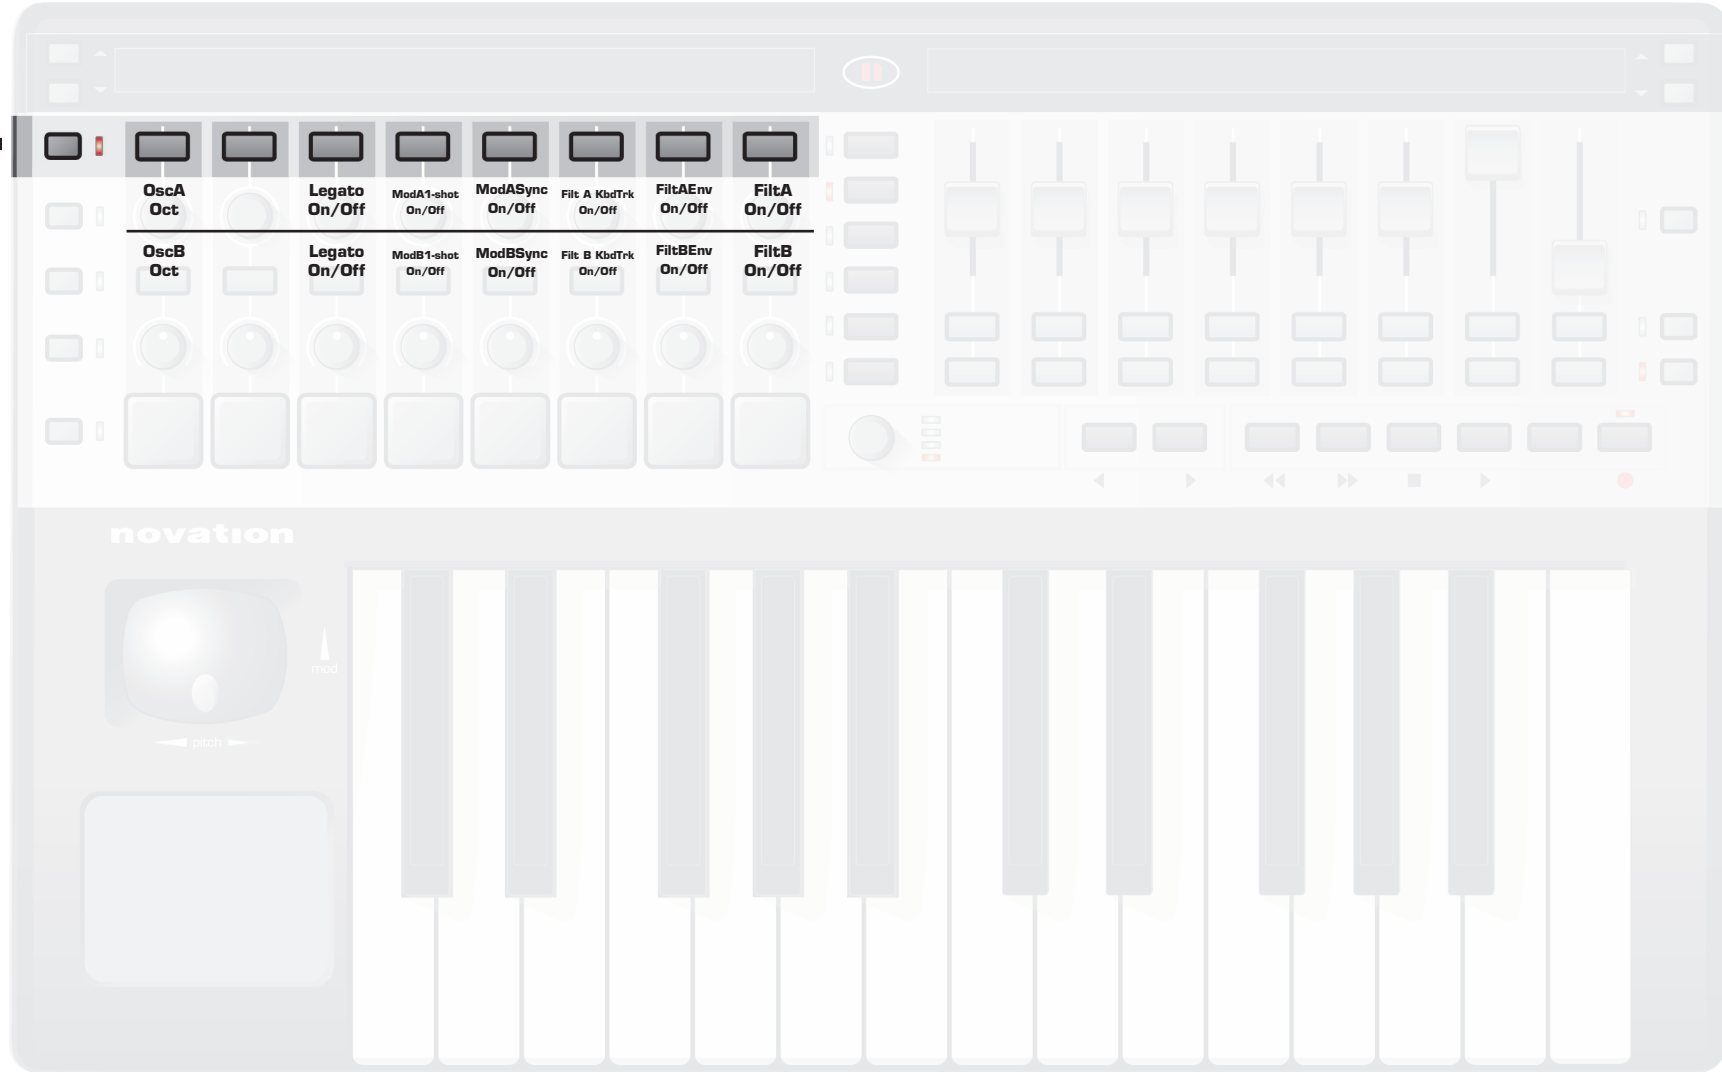 OscA
Oct
Legato
On/Off
ModA1-shot
On/Off
ModASync
On/Off
Filt A KbdTrk
On/Off
FiltAEnv
On/Off
FiltA
On/Off
OscB
Oct
Legato
On/Off
ModB1-shot
On/Off
ModBSync
On/Off
Filt B KbdTrk
On/Off
FiltBEnv
On/Off
FiltB
On/Off
novation
mod
pitch